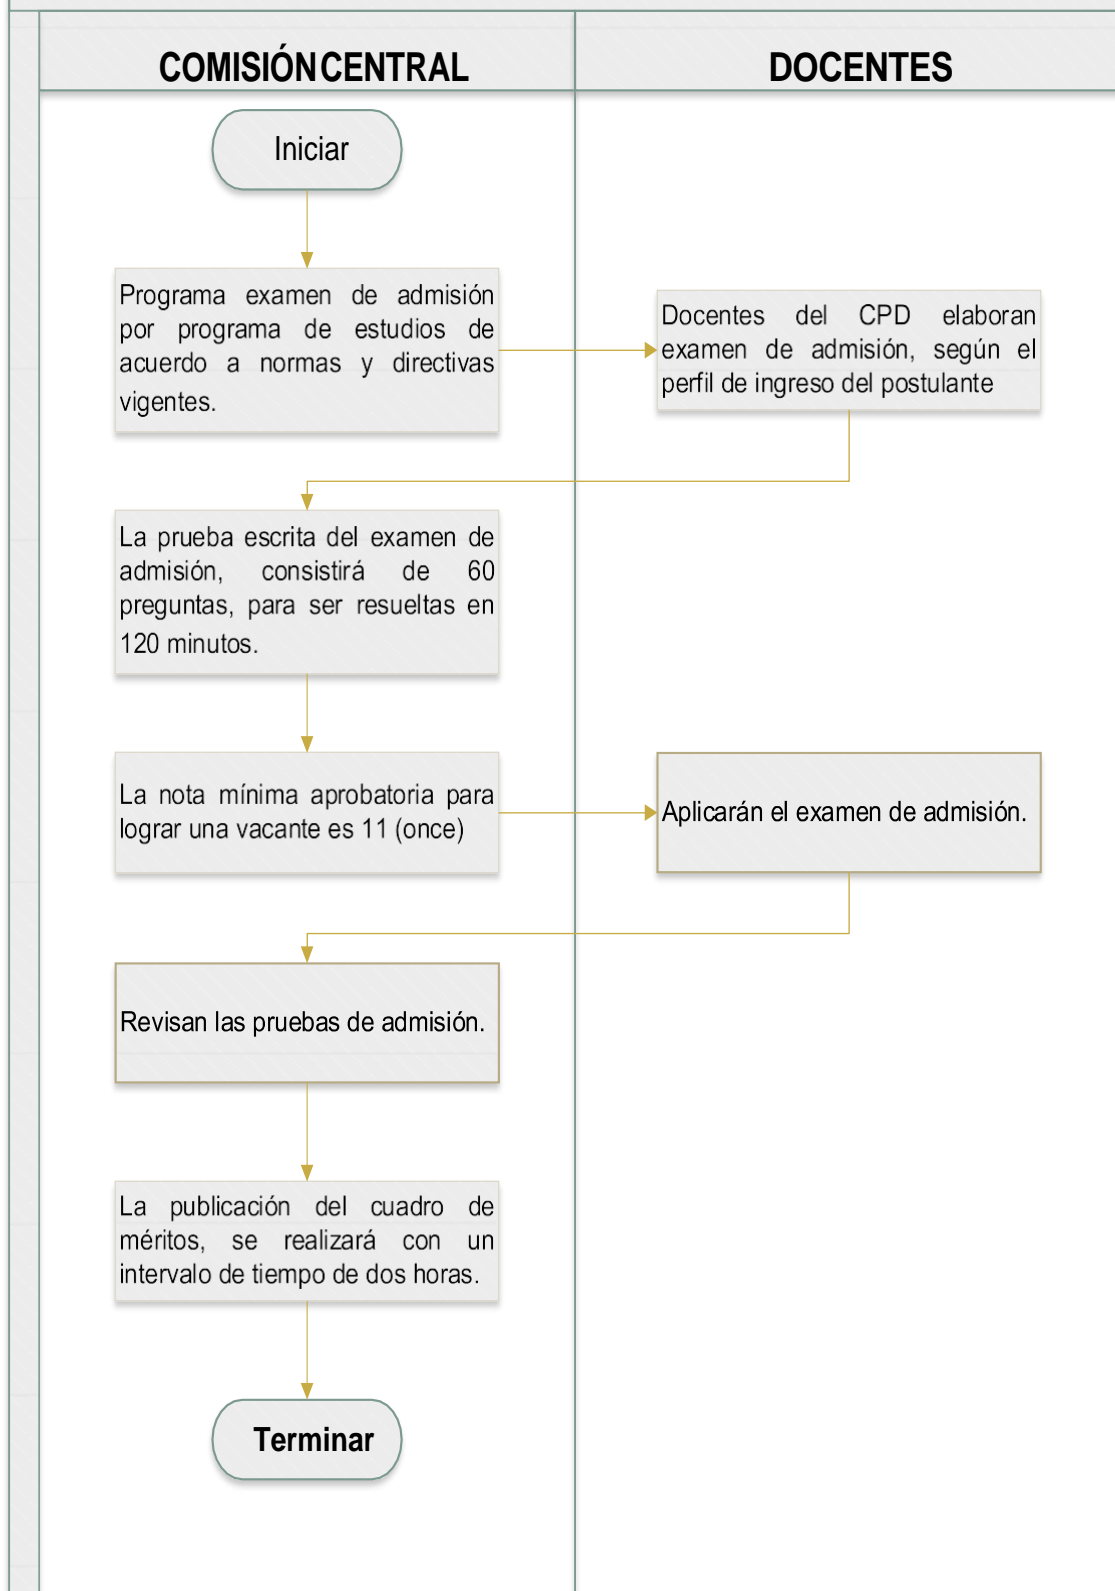 COMISIÓN CENTRAL
DOCENTES
Iniciar
Programa examen de admisión
por programa de estudios de
acuerdo a normas y directivas
vigentes.
Docentes del CPD elaboran
examen de admisión, según el
perfil de ingreso del postulante
La prueba escrita del examen de
admisión, consistirá de 60
preguntas, para ser resueltas en
120 minutos.
La nota mínima aprobatoria para
lograr una vacante es 11 (once)
Aplicarán el examen de admisión.
Revisan las pruebas de admisión.
La publicación del cuadro de
méritos, se realizará con un
intervalo de tiempo de dos horas.
Terminar